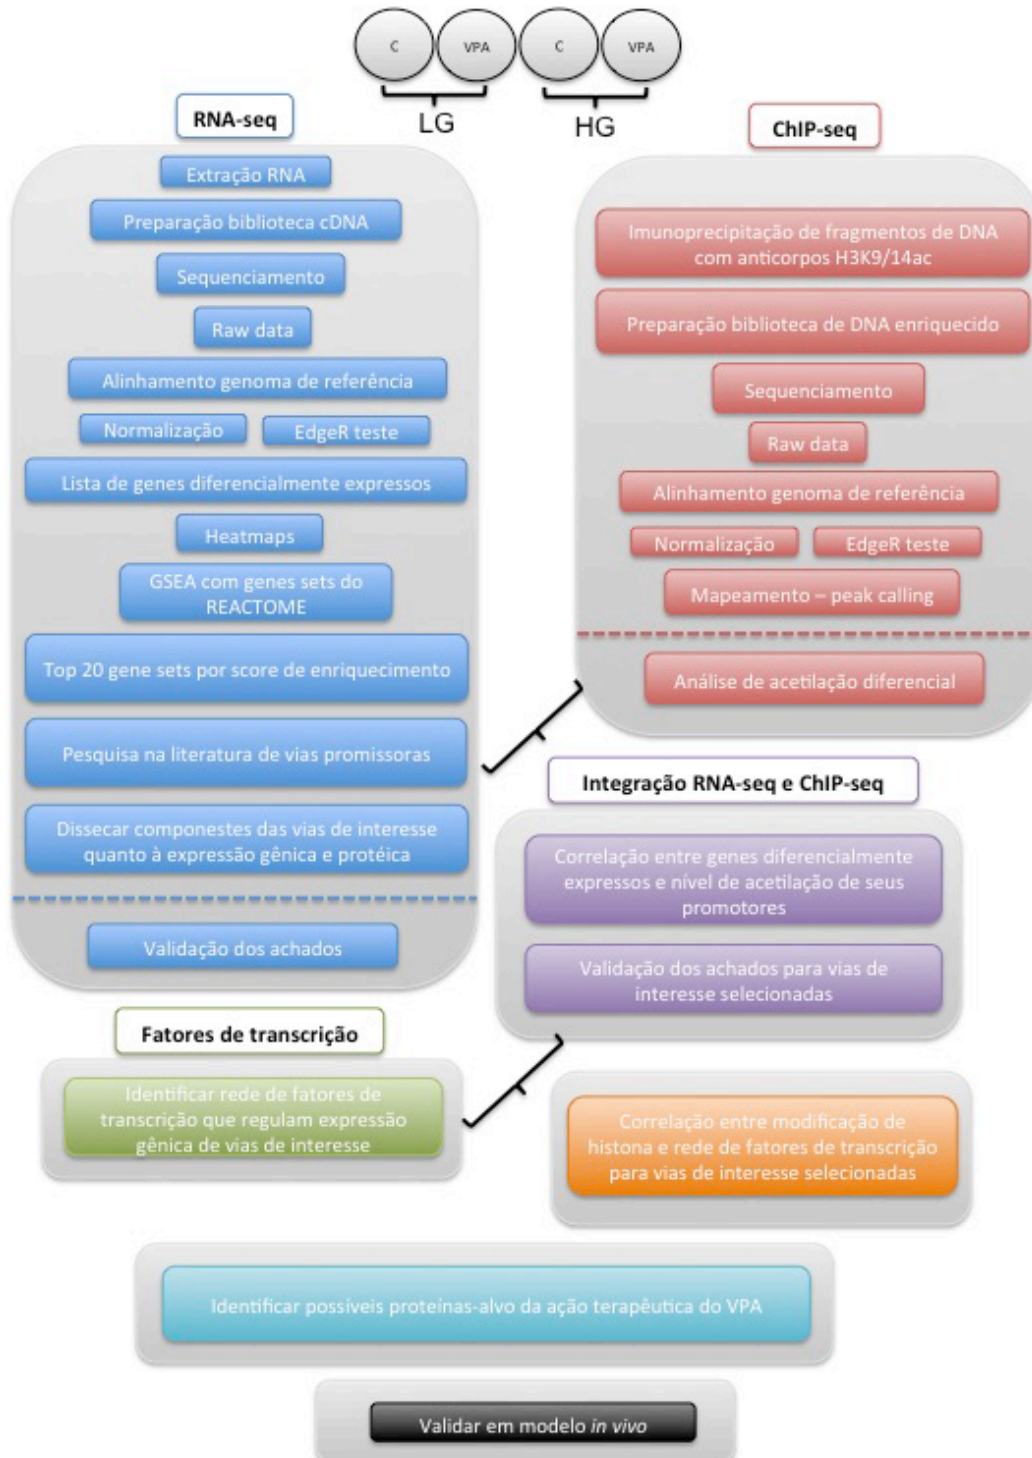 C
VPA
C
VPA
LG
HG
RNA-seq
Extração RNA
Preparação biblioteca cDNA
Sequenciamento
Raw data
Alinhamento genoma de referência
Normalização
EdgeR teste
Lista de genes diferencialmente expressos
Heatmaps
GSEA com genes sets do
REACTOME
Top 20 gene sets por score de enriquecimento
Pesquisa na literatura de vias promissoras
Dissecar componestes das vias de interesse
quanto à expressão gênica e protéica
Validação dos achados
ChIP-seq
Imunoprecipitação de fragmentos de DNA
com anticorpos H3K9/14ac
Preparação biblioteca de DNA enriquecido
Sequenciamento
Raw data
Alinhamento genoma de referência
Normalização
EdgeR teste
Mapeamento – peak calling
Análise de acetilação diferencial
Integração RNA-seq e ChIP-seq
Correlação entre genes diferencialmente
expressos e nível de acetilação de seus
promotores
Validação dos achados para vias de
interesse selecionadas
Fatores de transcrição
Identificar rede de fatores de
transcrição que regulam expressão
gênica de vias de interesse
Correlação entre modificação de
histona e rede de fatores de transcrição
para vias de interesse selecionadas
Identificar possíveis proteínas-alvo da ação terapêutica do VPA
Validar em modelo in vivo